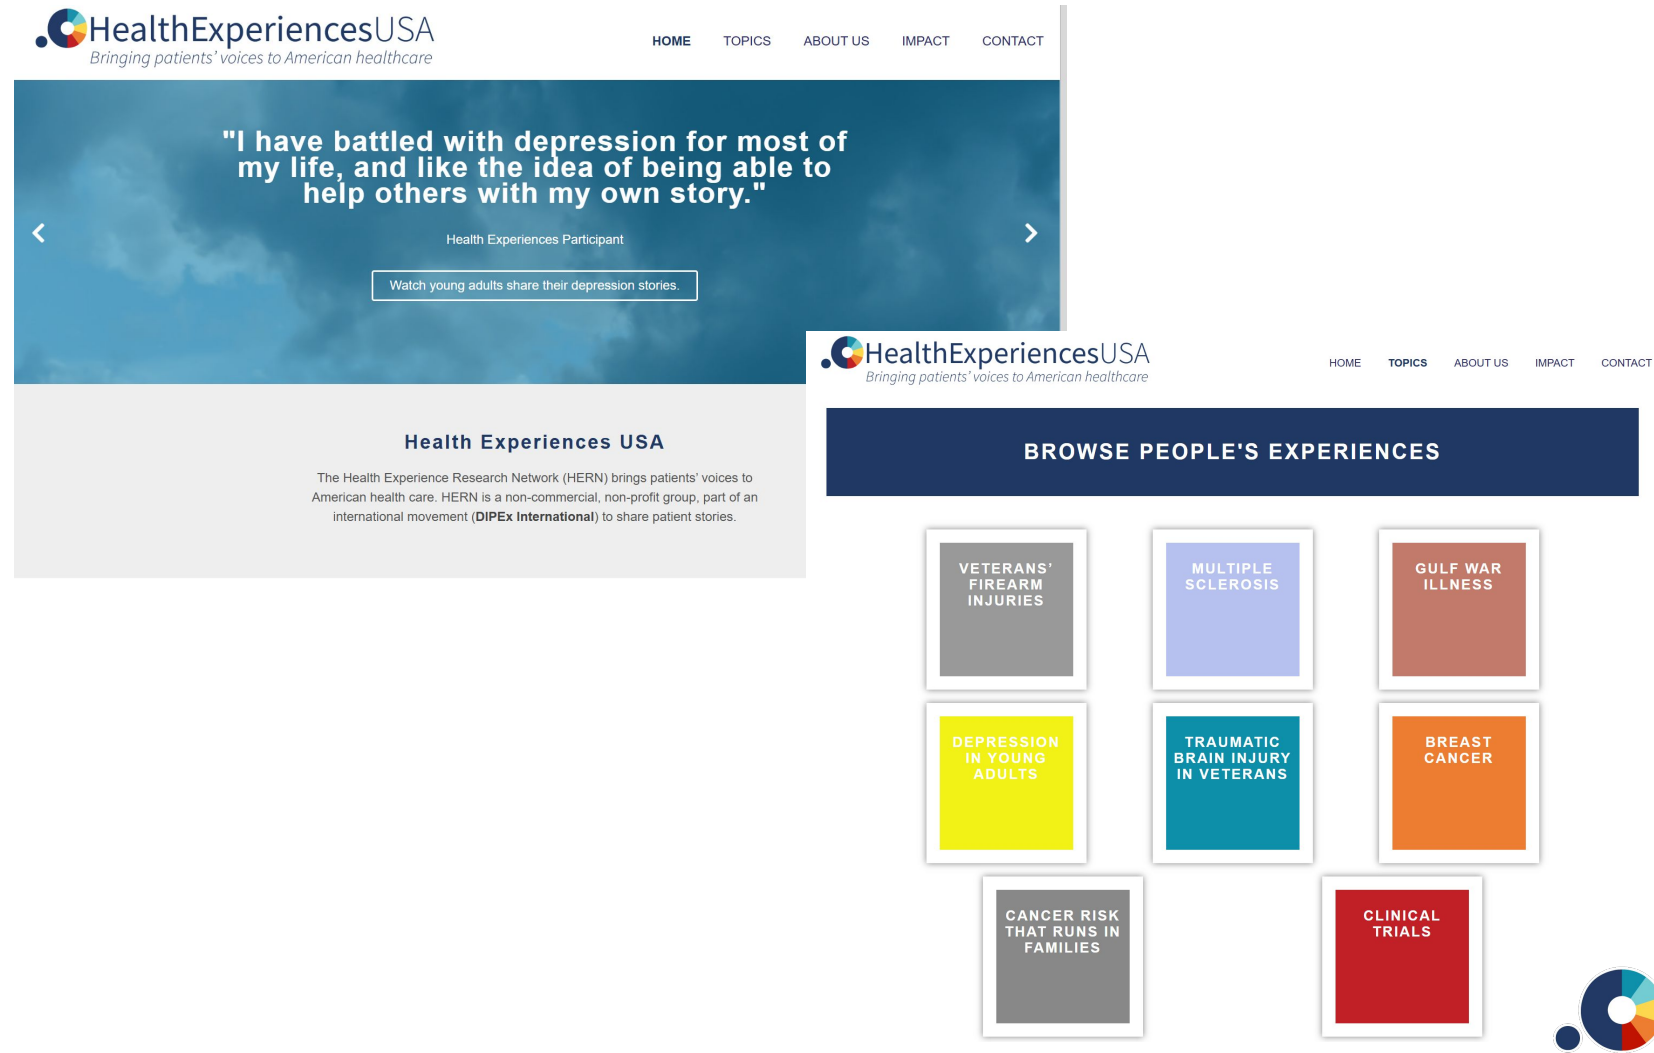 HealthExperiencesUSA
Bringing patients' voices to American healthcare
HOME TOPICS ABOUT US IMPACT CONTACT
"I have battled with depression for most of
my life, and like the idea of being able to
help others with my own story."
Health Experiences Participant
Watch young adults share their depression stories.
Health Experiences USA
The Health Experience Research Network (HERN) brings patients' voices to
American health care. HERN is a non-commercial, non-profit group, part of an
international movement (DIPEx International) to share patient stories.
HealthExperiencesUSA
Bringing patients' voices to American healthcare
HOME TOPICS ABOUT US IMPACT CONTACT
BROWSE PEOPLE'S EXPERIENCES
VETERANS'
FIREARM
INJURIES
MULTIPLE
SCLEROSIS
GULF WAR
ILLNESS
DEPRESSION
IN YOUNG
ADULTS
TRAUMATIC
BRAIN INJURY
IN VETERANS
BREAST
CANCER
CANCER RISK
THAT RUNS IN
FAMILIES
CLINICAL
TRIALS